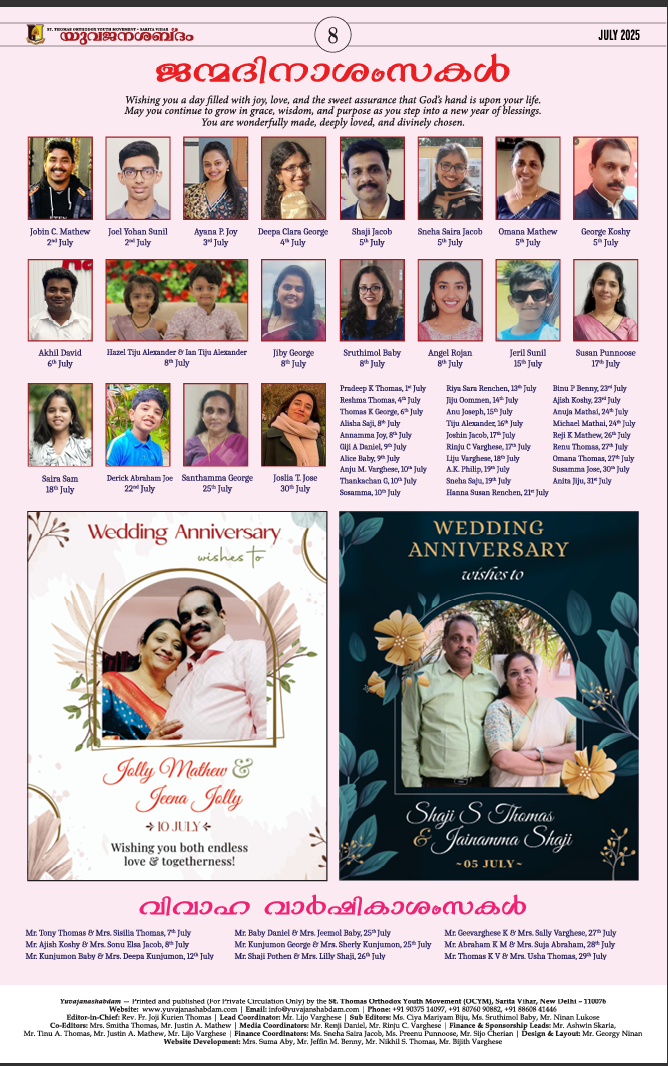 ST. THOMAS ORTHODOX YOUTH MOVEMENT • SARITA VIHAR
യുവജനശബ്ദം
8
JULY 2025
ജന്മദിനാശംസകൾ
Wishing you a day filled with joy, love, and the sweet assurance that God's hand is upon your life.
May you continue to grow in grace, wisdom, and purpose as you step into a new year of blessings.
You are wonderfully made, deeply loved, and divinely chosen.
Jobin C. Mathew
2nd July
Joel Yohan Sunil
2nd July
Ayana P. Joy
3rd July
Deepa Clara George
4th July
Shaji Jacob
5th July
Sneha Saira Jacob
5th July
Omana Mathew
5th July
George Koshy
5th July
Akhil David
6th July
Hazel Tiju Alexander & Ian Tiju Alexander
8th July
Jiby George
8th July
Sruthimol Baby
8th July
Angel Rojan
8th July
Jeril Sunil
15th July
Susan Punnoose
17th July
Saira Sam
18th July
Derick Abraham Joe
22nd July
Santhamma George
25th July
Joslia T. Jose
30th July
Pradeep K Thomas, 1st July
Reshma Thomas, 4th July
Thomas K George, 6th July
Alisha Saji, 8th July
Annamma Joy, 8th July
Giji A Daniel, 9th July
Alice Baby, 9th July
Anju M. Varghese, 10th July
Thankachan G, 10th July
Sosamma, 10th July
Riya Sara Renchen, 13th July
Jiju Oommen, 14th July
Anu Joseph, 15th July
Tiju Alexander, 16th July
Joshin Jacob, 17th July
Rinju C Varghese, 17th July
Liju Varghese, 18th July
A.K. Philip, 19th July
Sneha Saju, 19th July
Hanna Susan Renchen, 21st July
Binu P Benny, 23rd July
Ajish Koshy, 23rd July
Anuja Mathai, 24th July
Michael Mathai, 24th July
Reji K Mathew, 26th July
Renu Thomas, 27th July
Omana Thomas, 27th July
Susamma Jose, 30th July
Anita Jiju, 31st July
Wedding Anniversary
wishes to
Jolly Mathew &
Jeena Jolly
10 JULY
Wishing you both endless
love & togetherness!
WEDDING
ANNIVERSARY
wishes to
Shaji S Thomas
& Jainamma Shaji
~05 JULY~
വിവാഹ വാർഷികാശംസകൾ
Mr. Tony Thomas & Mrs. Sisilia Thomas, 7th July
Mr. Ajish Koshy & Mrs. Sonu Elsa Jacob, 8th July
Mr. Kunjumon Baby & Mrs. Deepa Kunjumon, 12th July
Mr. Baby Daniel & Mrs. Jeemol Baby, 25th July
Mr. Kunjumon George & Mrs. Sherly Kunjumon, 25th July
Mr. Shaji Pothen & Mrs. Lilly Shaji, 26th July
Mr. Geevarghese K & Mrs. Sally Varghese, 27th July
Mr. Abraham K M & Mrs. Suja Abraham, 28th July
Mr. Thomas K V & Mrs. Usha Thomas, 29th July
Yuvajanashabdam — Printed and published (For Private Circulation Only) by the St. Thomas Orthodox Youth Movement (OCYM), Sarita Vihar, New Delhi – 110076
Website: www.yuvajanshabdam.com | Email: info@yuvajanshabdam.com | Phone: +91 90375 14097, +91 80760 90882, +91 88608 41446
Editor-in-Chief: Rev. Fr. Joji Kurien Thomas | Lead Coordinator: Mr. Lijo Varghese | Sub Editors: Ms. Ciya Mariyam Biju, Ms. Sruthimol Baby, Mr. Ninan Lukose
Co-Editors: Mrs. Smitha Thomas, Mr. Justin A. Mathew | Media Coordinators: Mr. Renji Daniel, Mr. Rinju C. Varghese | Finance & Sponsorship Leads: Mr. Ashwin Skaria,
Mr. Tinu A. Thomas, Mr. Justin A. Mathew, Mr. Lijo Varghese | Finance Coordinators: Ms. Sneha Saira Jacob, Ms. Preenu Punnoose, Mr. Sijo Cherian | Design & Layout: Mr. Georgy Ninan
Website Development: Mrs. Suma Aby, Mr. Jeffin M. Benny, Mr. Nikhil S. Thomas, Mr. Bijith Varghese